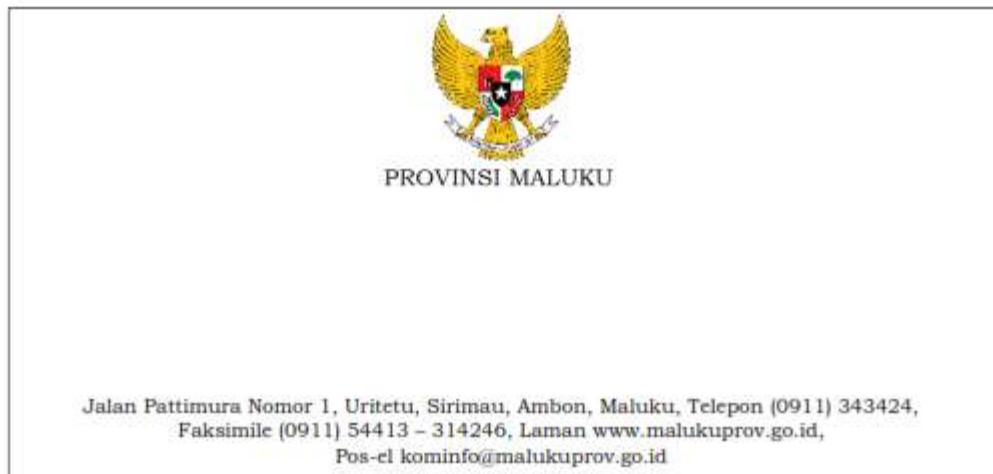 PROVINSI MALUKU
Jalan Pattimura Nomor 1, Uritetu, Sirimau, Ambon, Maluku, Telepon (0911) 343424,
Faksimile (0911) 54413 – 314246, Laman www.malukuprov.go.id,
Pos-el kominfo@malukuprov.go.id